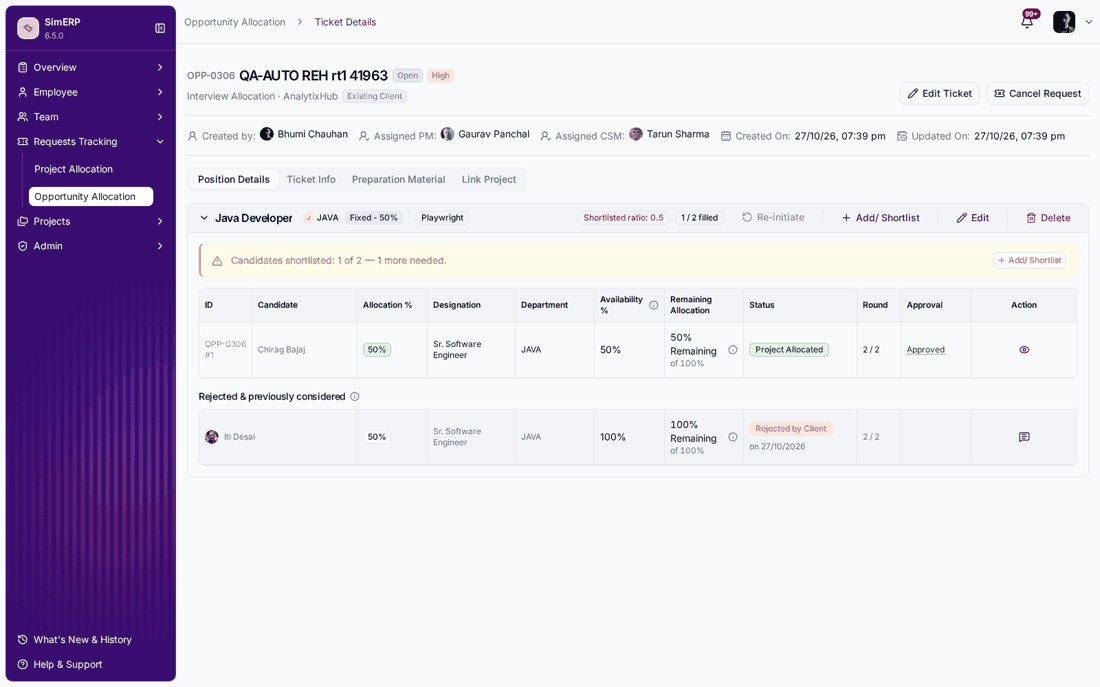 SimERP
6.5.0
Overview
Employee
Team
Requests Tracking
Project Allocation
Opportunity Allocation
Projects
Admin
What's New & History
Help & Support
Opportunity Allocation > Ticket Details
99+
OPP-0306 QA-AUTO REH rt1 41963 Open High
Interview Allocation · AnalytixHub Existing Client
Edit Ticket Cancel Request
Created by: Bhumi Chauhan Assigned PM: Gaurav Panchal Assigned CSM: Tarun Sharma Created On: 27/10/26, 07:39 pm Updated On: 27/10/26, 07:39 pm
Position Details Ticket Info Preparation Material Link Project
Java Developer J JAVA Fixed - 50% Playwright Shortlisted ratio: 0.5 1 / 2 filled Re-initiate + Add/ Shortlist Edit Delete
Candidates shortlisted: 1 of 2 — 1 more needed. + Add/ Shortlist
ID Candidate Allocation % Designation Department Availability % Remaining Allocation Status Round Approval Action
OPP-0306 #1 Chirag Bajaj 50% Sr. Software Engineer JAVA 50% 50% Remaining of 100% Project Allocated 2 / 2 Approved
Rejected & previously considered
Iti Desai 50% Sr. Software Engineer JAVA 100% 100% Remaining of 100% Rejected by Client on 27/10/2026 2 / 2